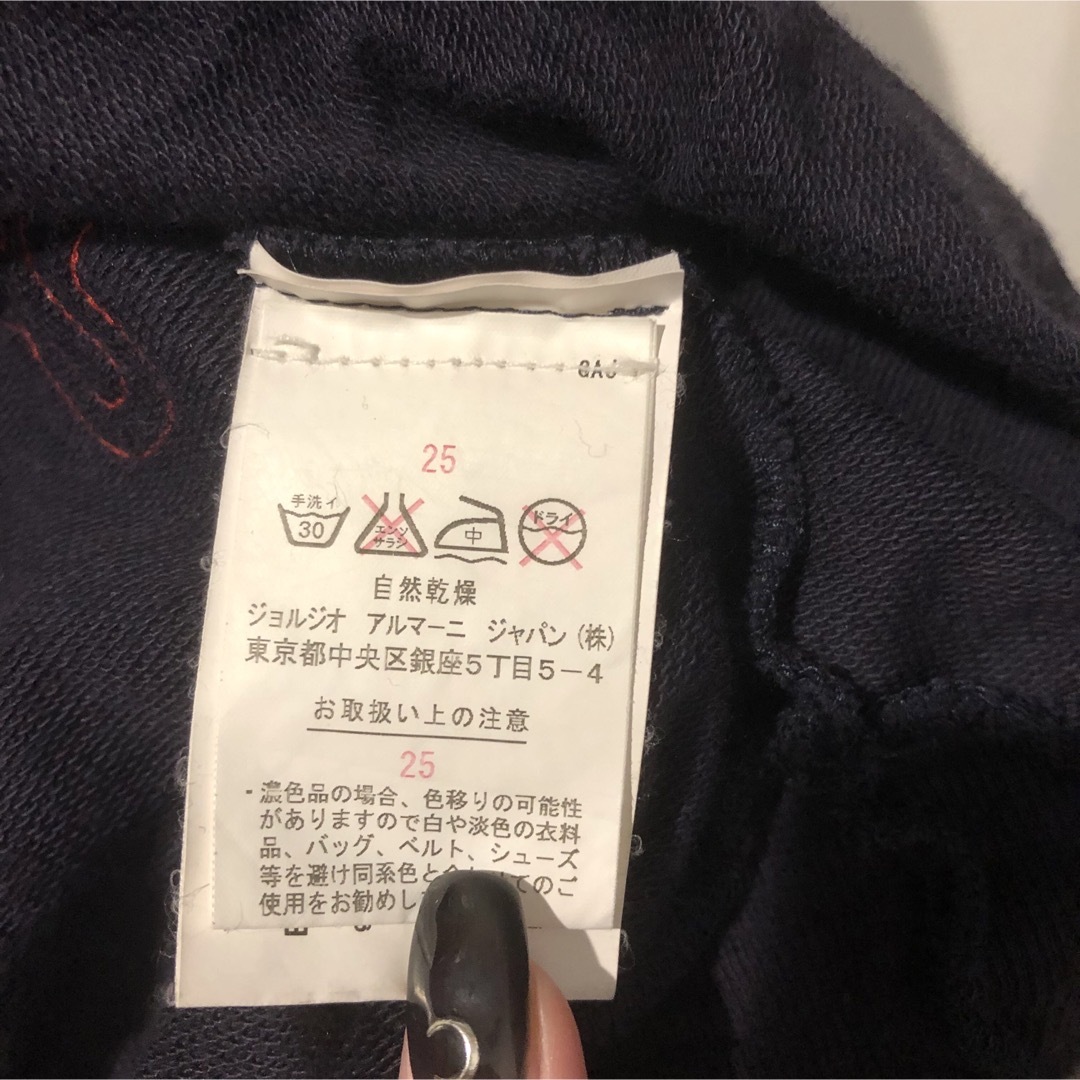 GAJ
25
手洗イ
30
エンソ
サラシ
中
ドライ
自然乾燥
ジョルジオ アルマーニ ジャパン(株)
東京都中央区銀座5丁目5-4
お取扱い上の注意
25
・濃色品の場合、色移りの可能性
がありますので白や淡色の衣料
品、バッグ、ベルト、シューズ
等を避け同系色と てのご
使用をお勧めし